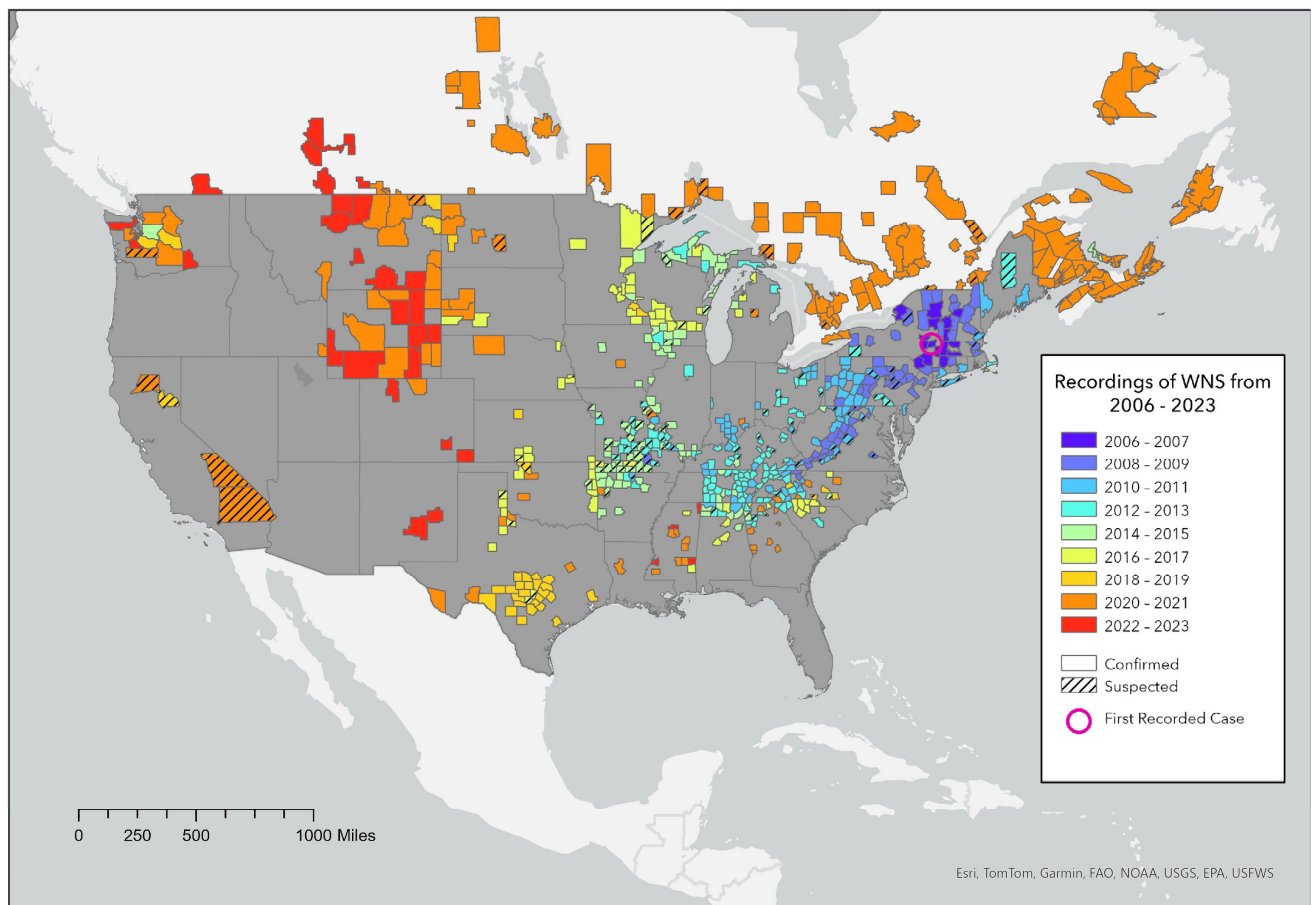 Recordings of WNS from
2006 - 2023
2006 - 2007
2008 - 2009
2010 - 2011
2012 - 2013
2014 - 2015
2016 - 2017
2018 - 2019
2020 - 2021
2022 - 2023
Confirmed
Suspected
First Recorded Case
0 250 500 1000 Miles
Esri, TomTom, Garmin, FAO, NOAA, USGS, EPA, USFWS